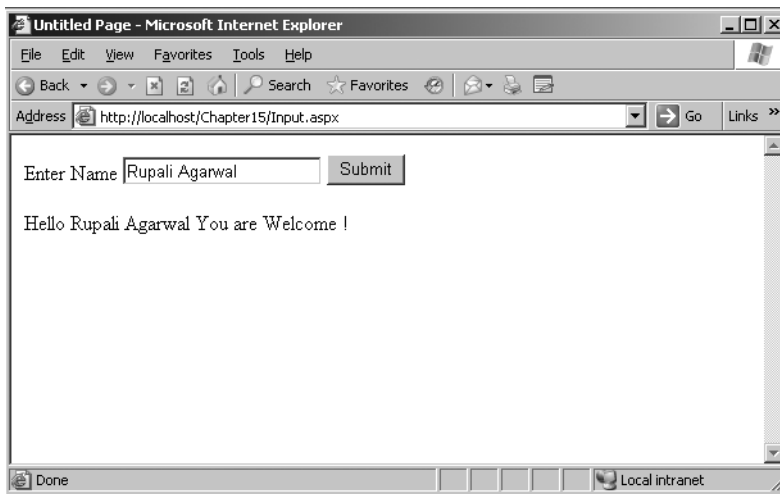 Untitled Page - Microsoft Internet Explorer
File Edit View Favorites Tools Help
Back Search Favorites
Address http://localhost/Chapter15/Input.aspx Go Links »
Enter Name Rupali Agarwal Submit
Hello Rupali Agarwal You are Welcome !
Done Local intranet